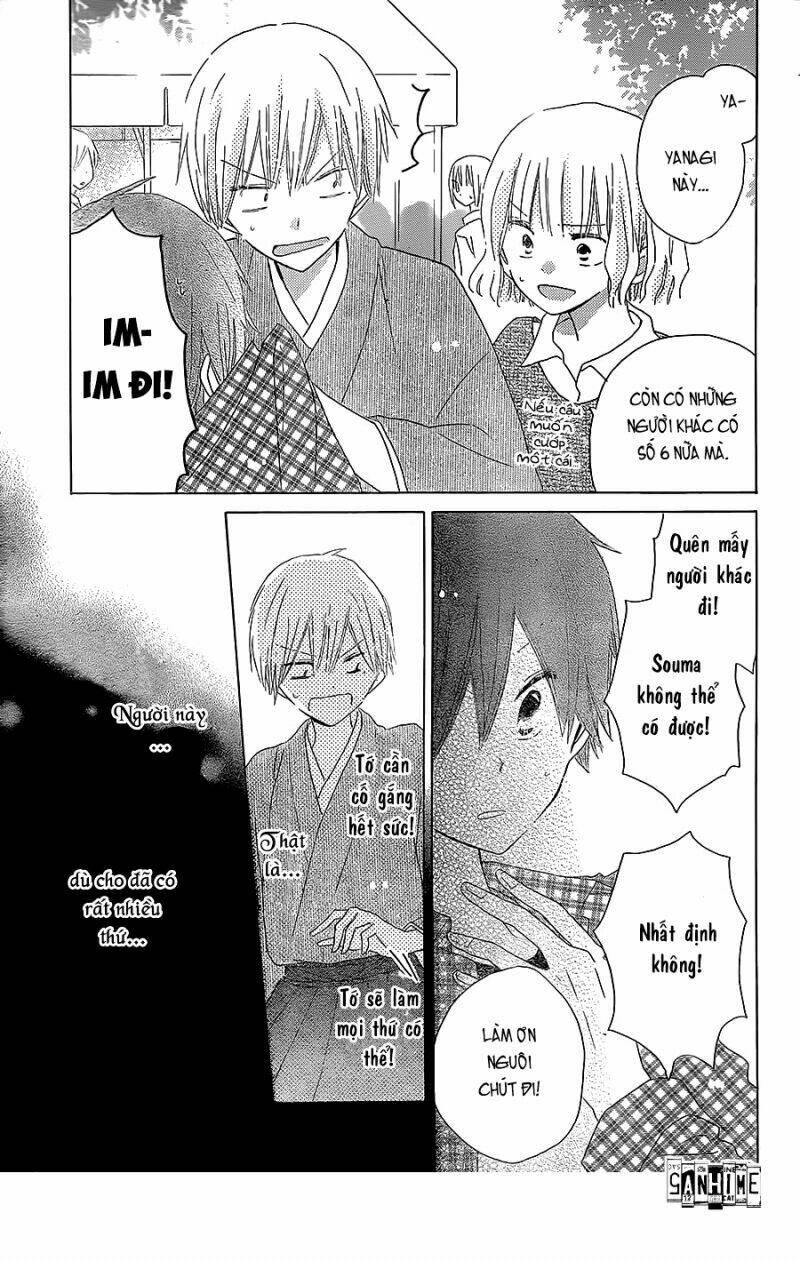 YA-
YANAGI
NÀY...
CÒN CÓ NHỮNG
NGƯỜI KHÁC CÓ
SỐ 6 NỮA MÀ.
Nếu cậu
muốn
cướp
một cái...
IM-
IM ĐI!
Quên mấy
người khác
đi!
Souma
không thể
có được!
Nhất định
không!
LÀM ƠN
NGUÔI
CHÚT ĐI!
Tớ cần
cố gắng
hết sức!
Thật
là...
Tớ sẽ làm
mọi thứ có
thể!
Người này
...
dù cho đã có
rất nhiều
thứ...
SANHIME